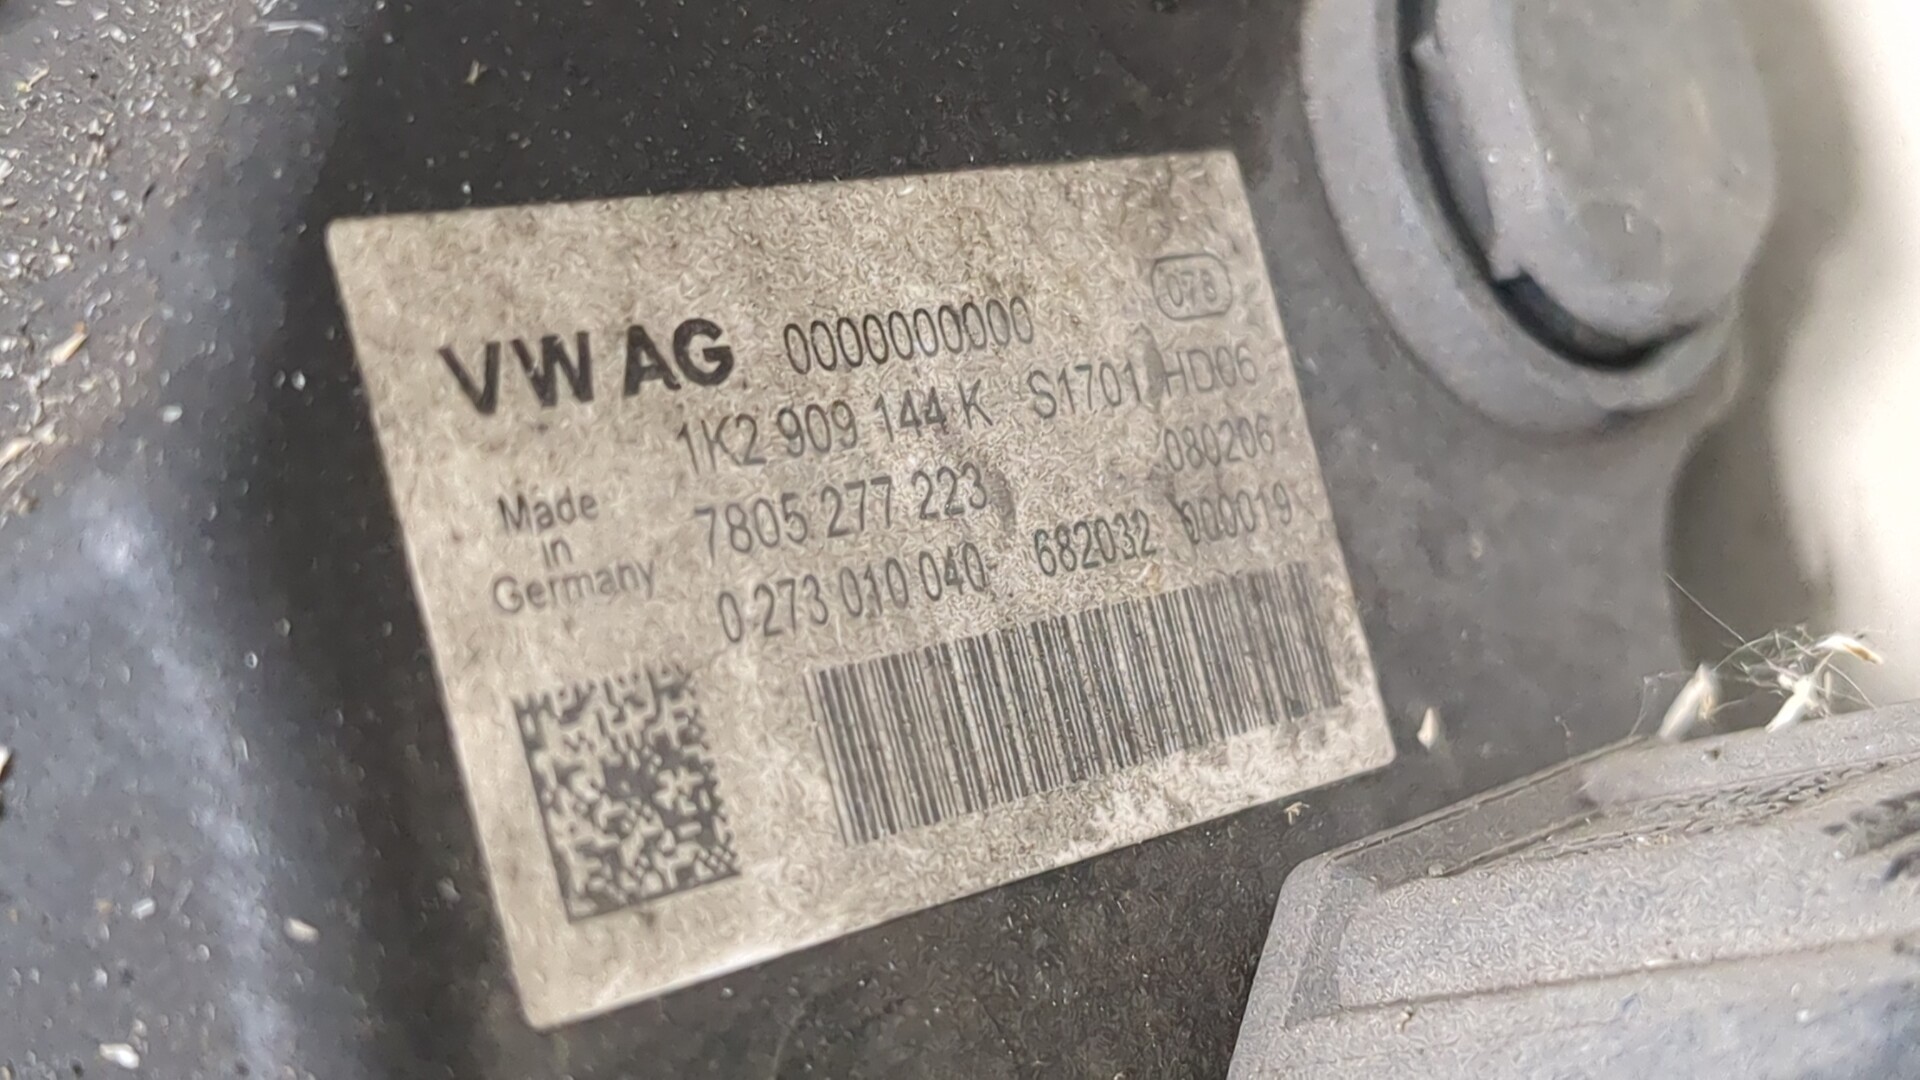 078
VW AG 0000000000
1K2 909 144 K S1701 HD06
080206
Made
in
Germany
7805 277 223
0 273 010 040 682032 000019